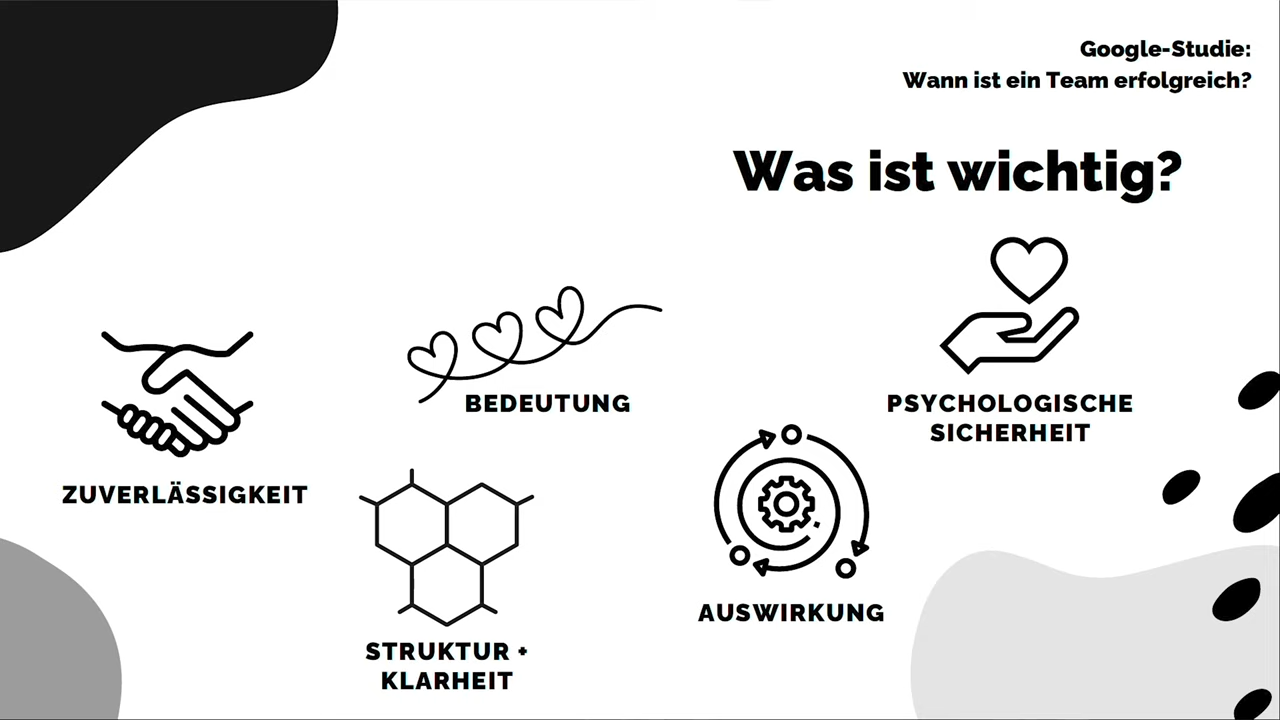 Google-Studie:
Wann ist ein Team erfolgreich?
Was ist wichtig?
ZUVERLÄSSIGKEIT
BEDEUTUNG
PSYCHOLOGISCHE
SICHERHEIT
STRUKTUR +
KLARHEIT
AUSWIRKUNG